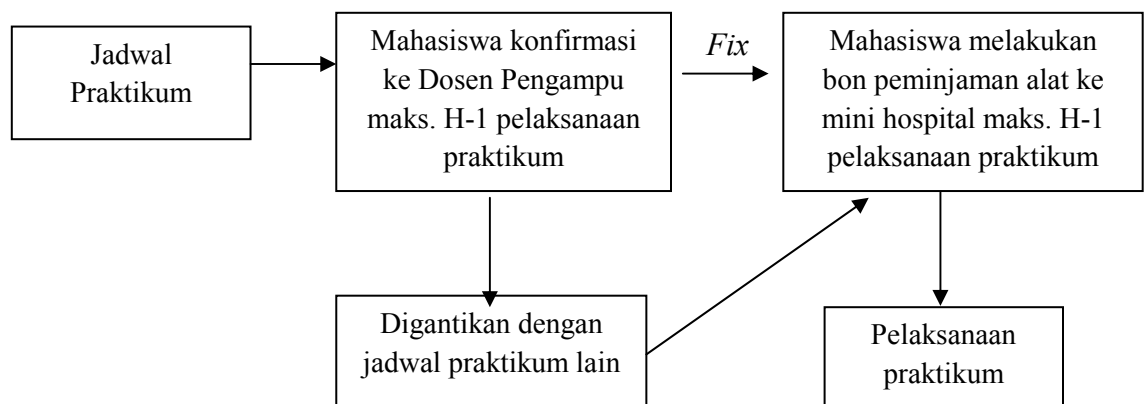 Jadwal
Praktikum
Mahasiswa konfirmasi
ke Dosen Pengampu
maks. H-1 pelaksanaan
praktikum
Fix
Mahasiswa melakukan
bon peminjaman alat ke
mini hospital maks. H-1
pelaksanaan praktikum
Digantikan dengan
jadwal praktikum lain
Pelaksanaan
praktikum